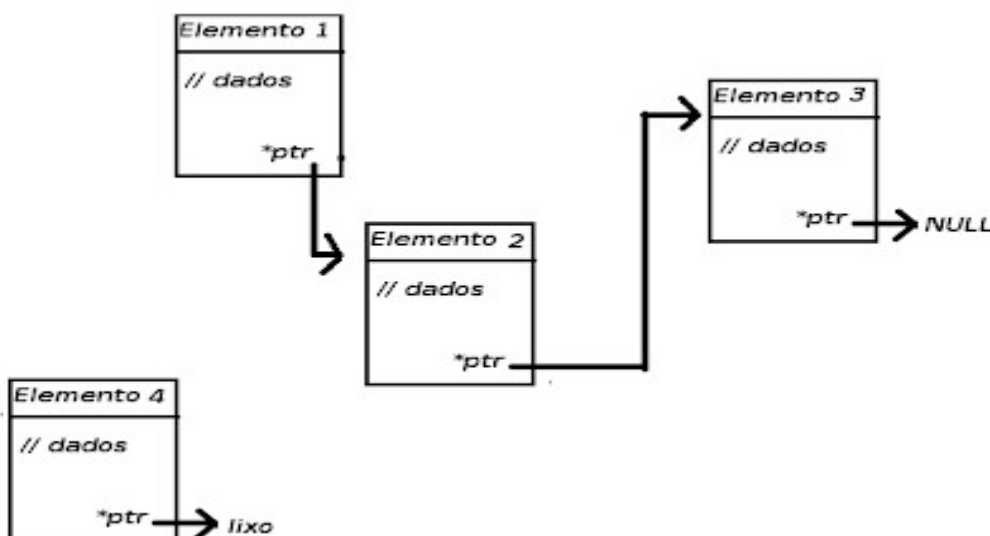 Elemento 1
// dados
*ptr
Elemento 2
// dados
*ptr
Elemento 3
// dados
*ptr
NULL
Elemento 4
// dados
*ptr
lixo